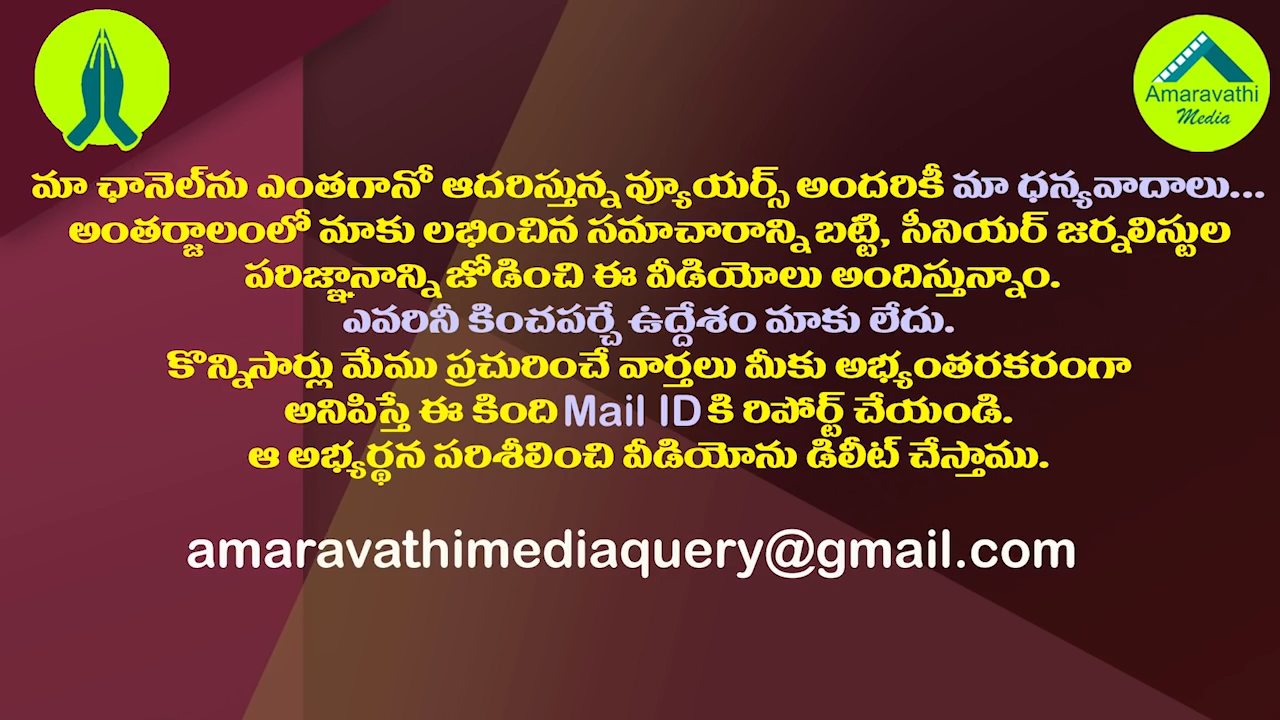 Amaravathi
Media
మా ఛానెల్‌ను ఎంతగానో ఆదరిస్తున్న వ్యూయర్స్ అందరికీ మా ధన్యవాదాలు...
అంతర్జాలంలో మాకు లభించిన సమాచారాన్ని బట్టి, సీనియర్ జర్నలిస్టుల
పరిజ్ఞానాన్ని జోడించి ఈ వీడియోలు అందిస్తున్నాం.
ఎవరినీ కించపర్చే ఉద్దేశం మాకు లేదు.
కొన్నిసార్లు మేము ప్రచురించే వార్తలు మీకు అభ్యంతరకరంగా
అనిపిస్తే ఈ కింది Mail ID కి రిపోర్ట్ చేయండి.
ఆ అభ్యర్థన పరిశీలించి వీడియోను డిలీట్ చేస్తాము.
amaravathimediaquery@gmail.com